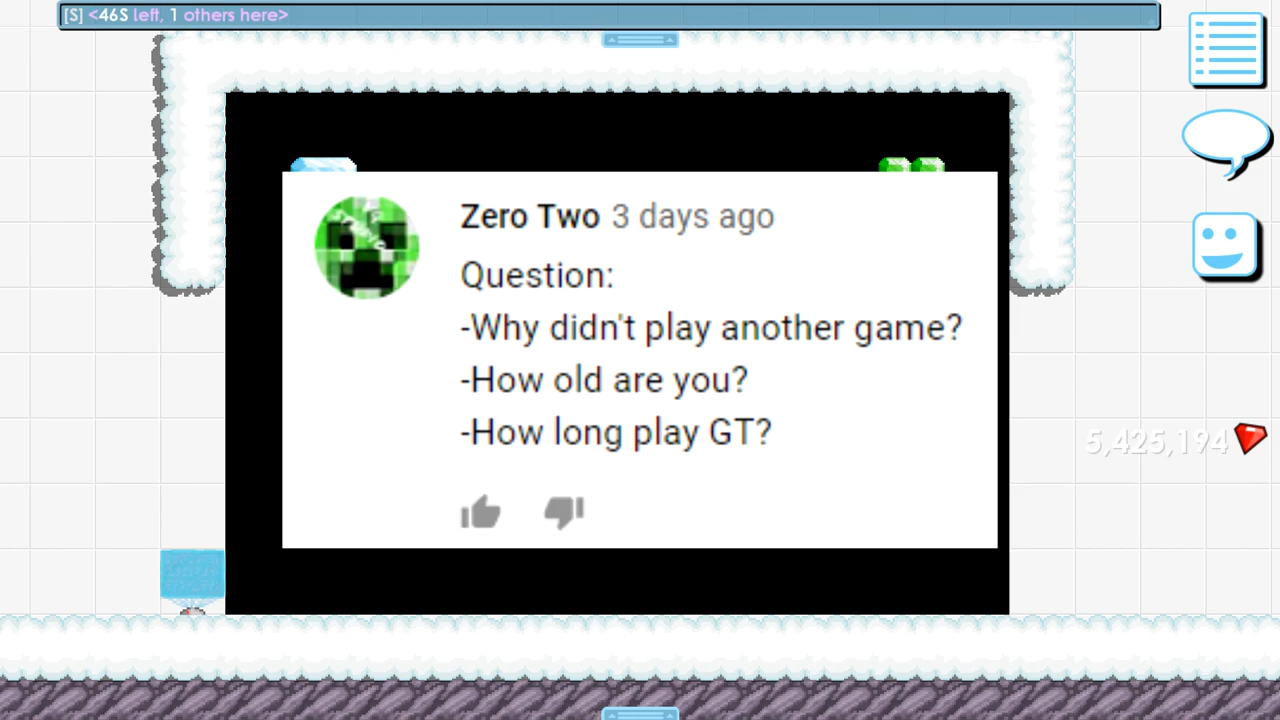 [S] <46S left, 1 others here>
Zero Two 3 days ago
Question:
-Why didn't play another game?
-How old are you?
-How long play GT?
5,425,194